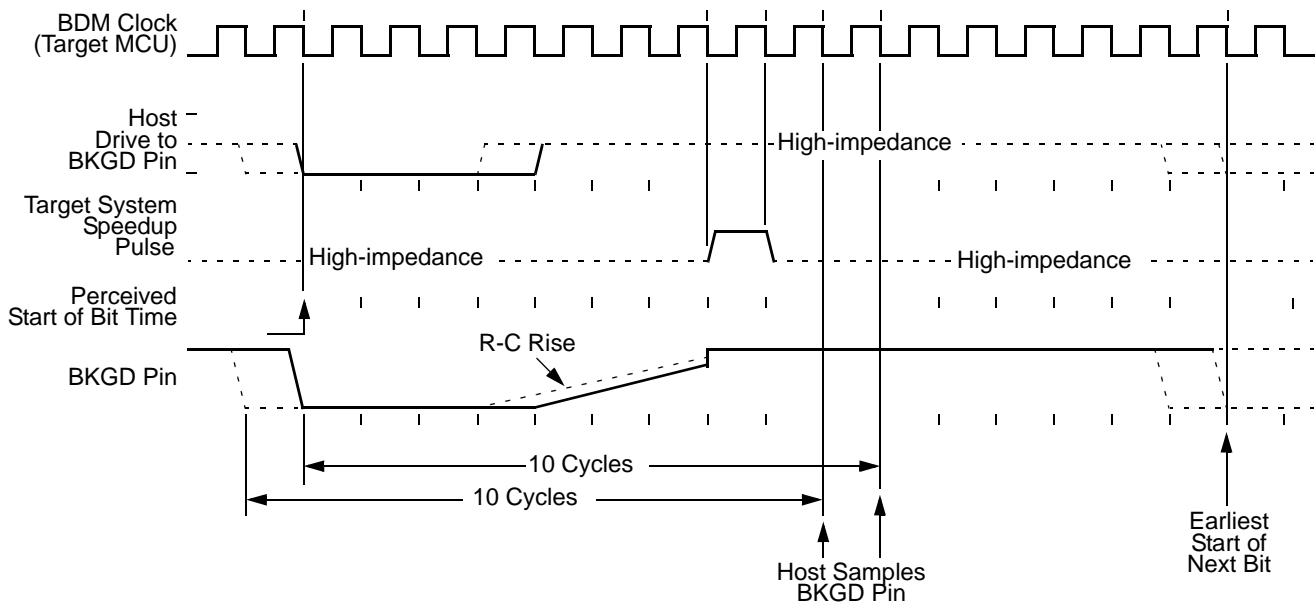 BDM Clock
(Target MCU)
Host
Drive to
BKGD Pin
High-impedance
Target System
Speedup
Pulse
High-impedance
High-impedance
Perceived
Start of Bit Time
R-C Rise
BKGD Pin
10 Cycles
10 Cycles
Earliest
Start of
Next Bit
Host Samples
BKGD Pin